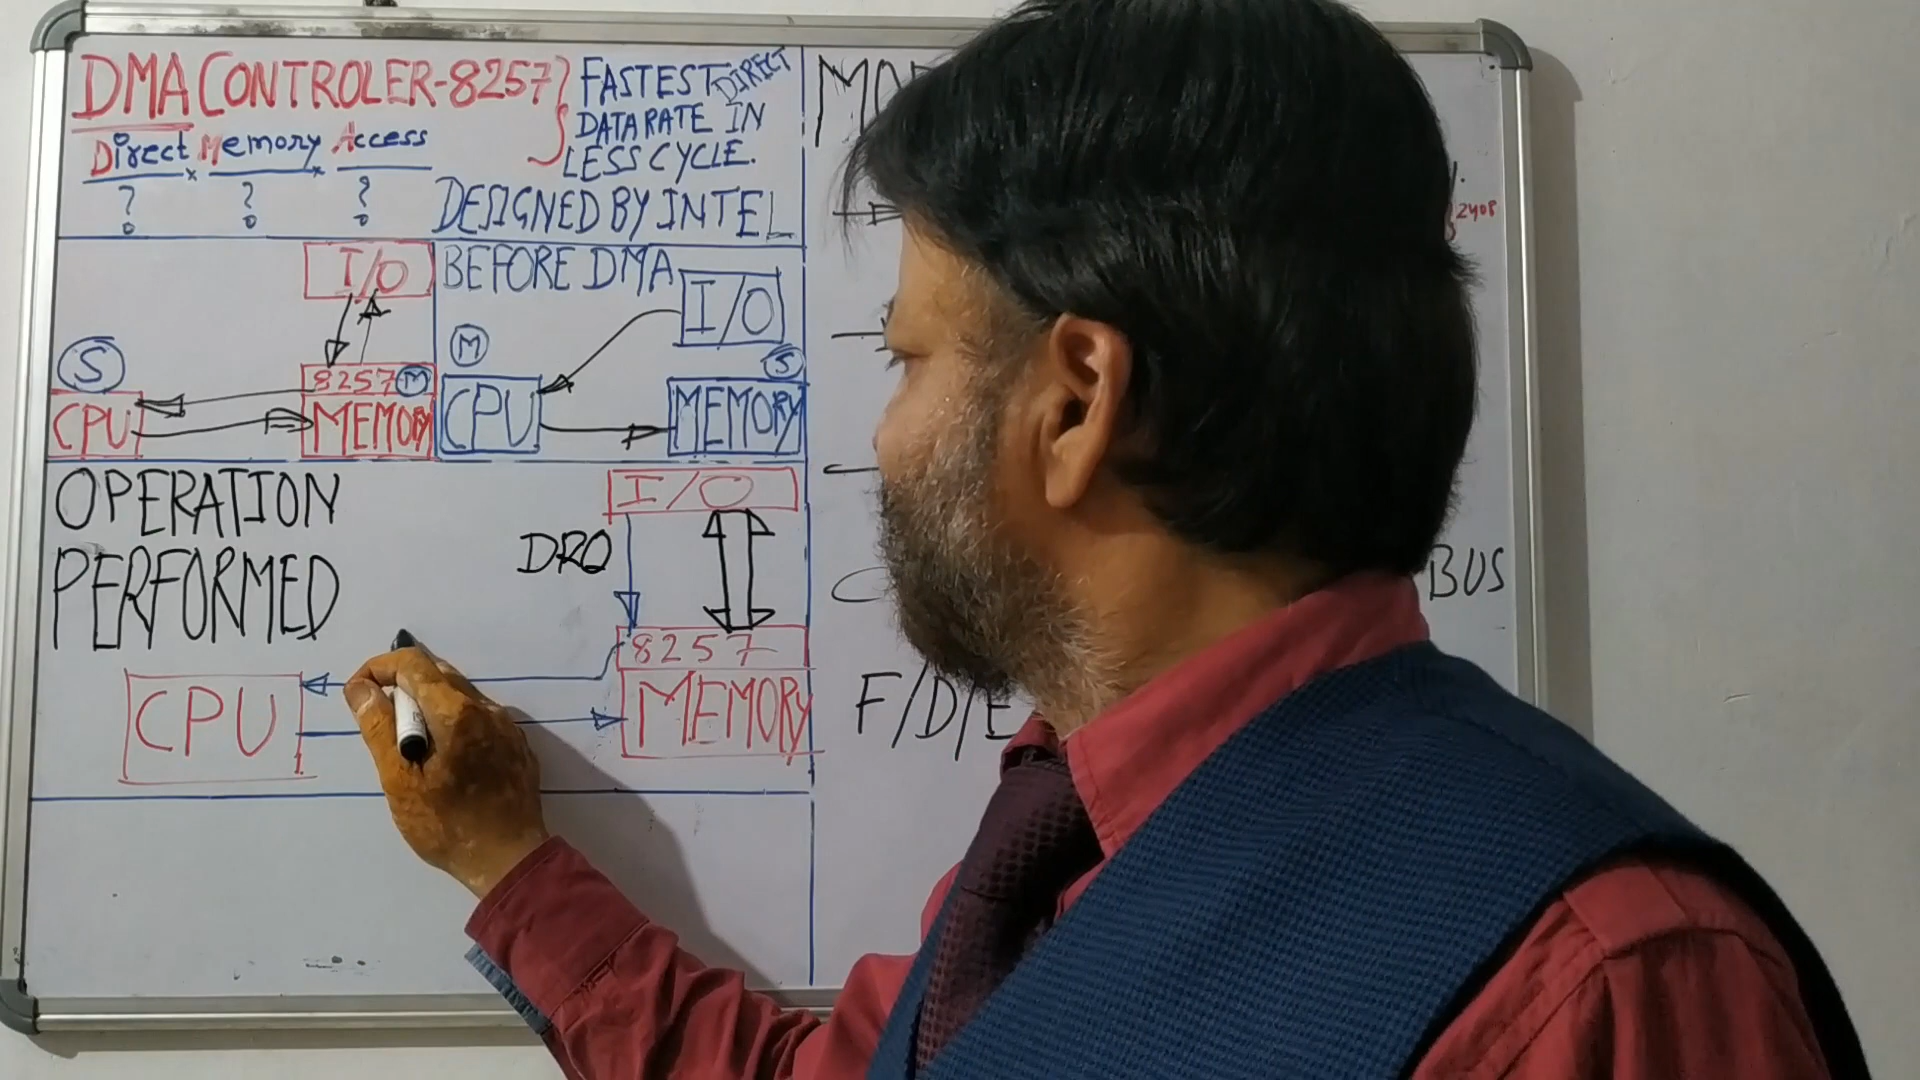 DMA CONTROLER-8257
FASTEST DIRECT
DATA RATE IN
LESS CYCLE.
Direct Memory Access
? ? ?
DESIGNED BY INTEL
I/O
S
8257 M
CPU
MEMORY
BEFORE DMA
I/O
M
S
CPU
MEMORY
OPERATION
PERFORMED
I/O
DRQ
8257
CPU
MEMORY
BUS
F/D/E